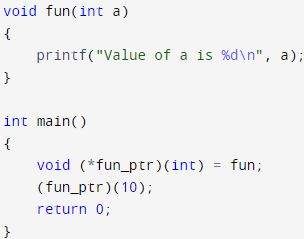 void fun(int a)
{
    printf("Value of a is %d\n", a);
}

int main()
{
    void (*fun_ptr)(int) = fun;
    (fun_ptr)(10);
    return 0;
}